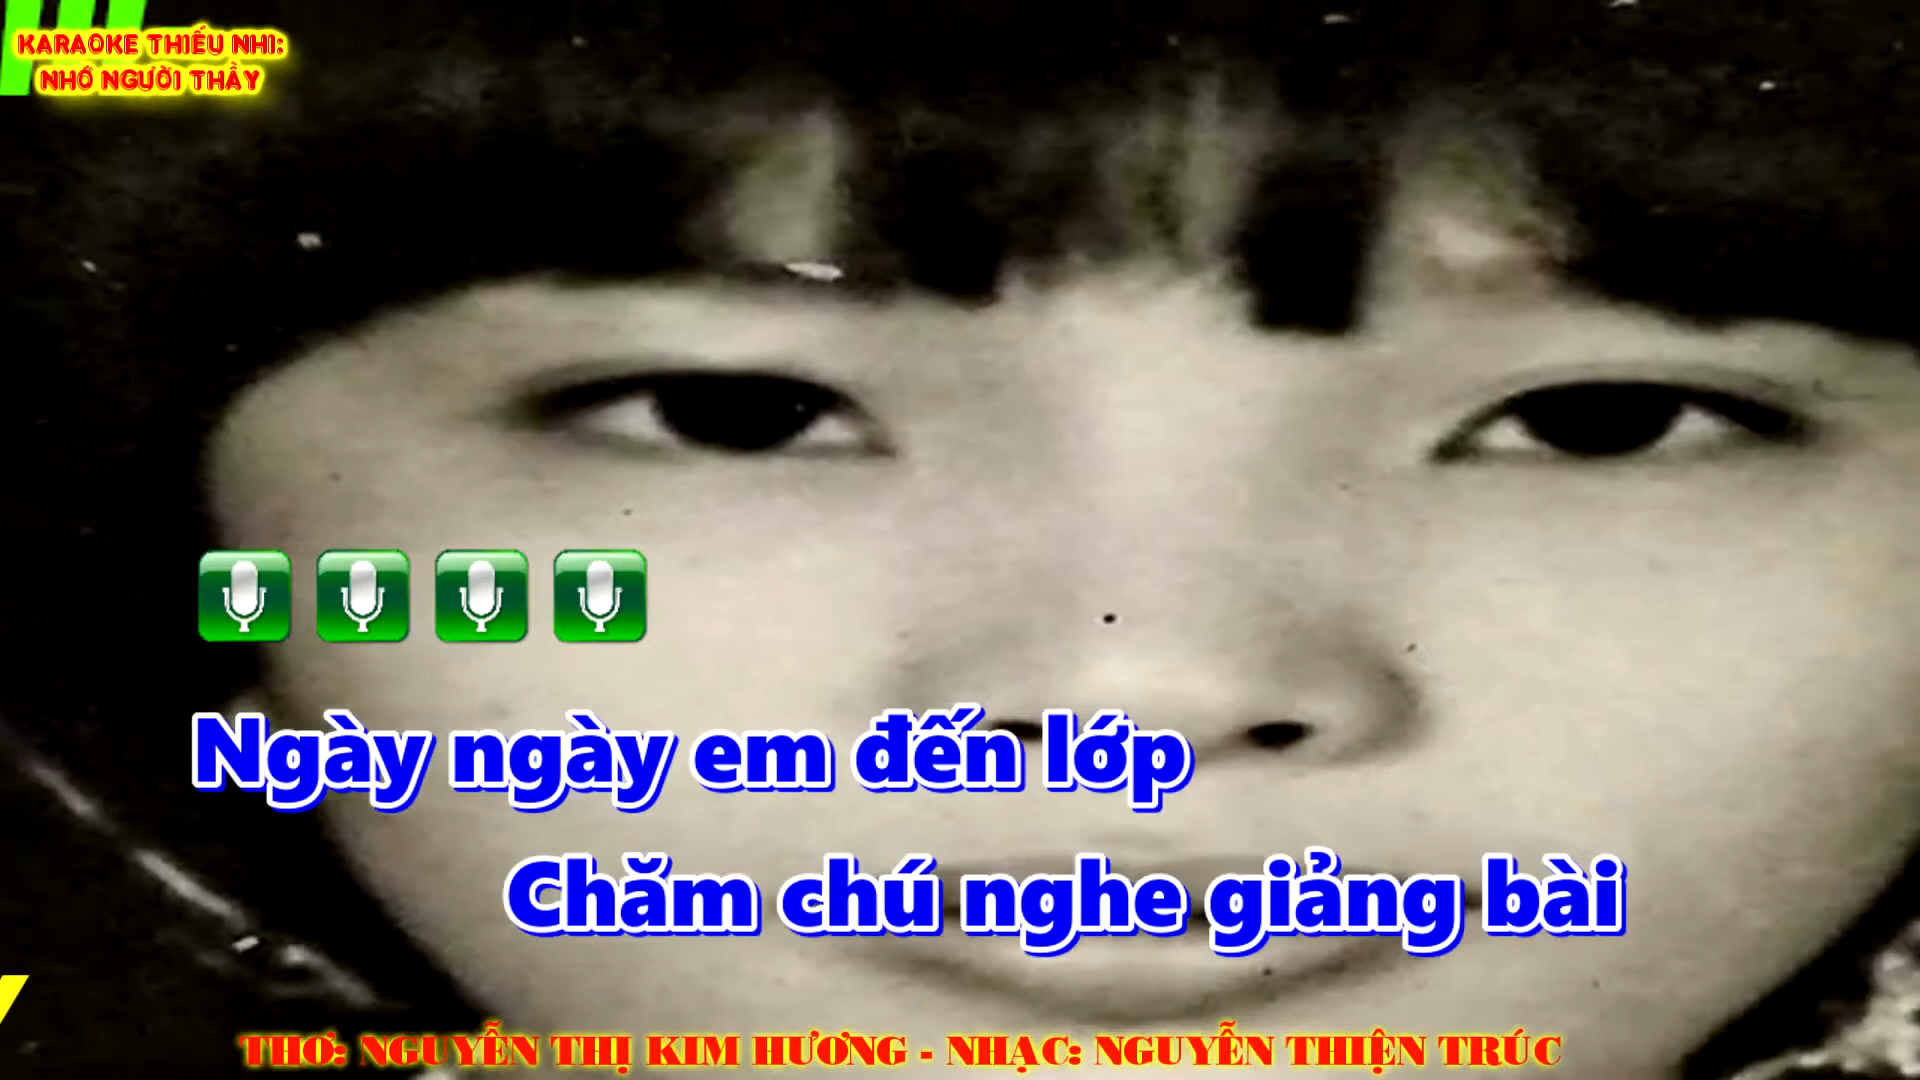 KARAOKE THIẾU NHI:
NHỚ NGƯỜI THẦY
Ngày ngày em đến lớp
Chăm chú nghe giảng bài
THƠ: NGUYỄN THỊ KIM HƯƠNG - NHẠC: NGUYỄN THIỆN TRÚC